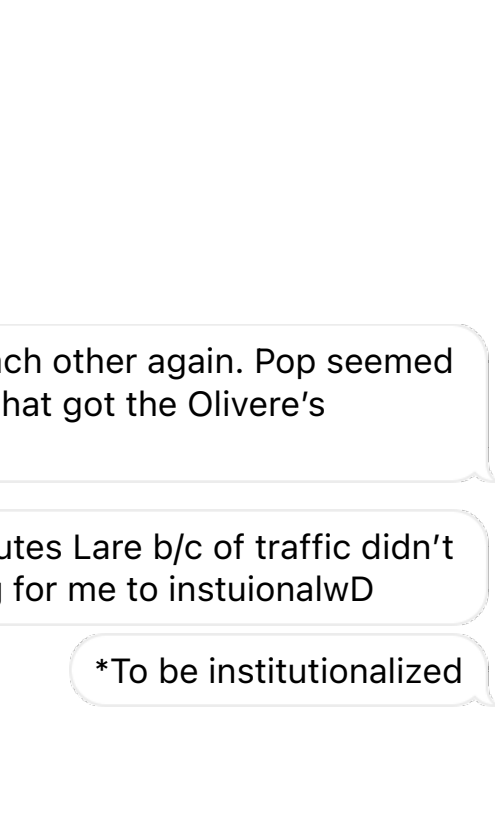 ach other again. Pop seemed
hat got the Olivere’s
utes Lare b/c of traffic didn’t
for me to instuionalwD
*To be institutionalized